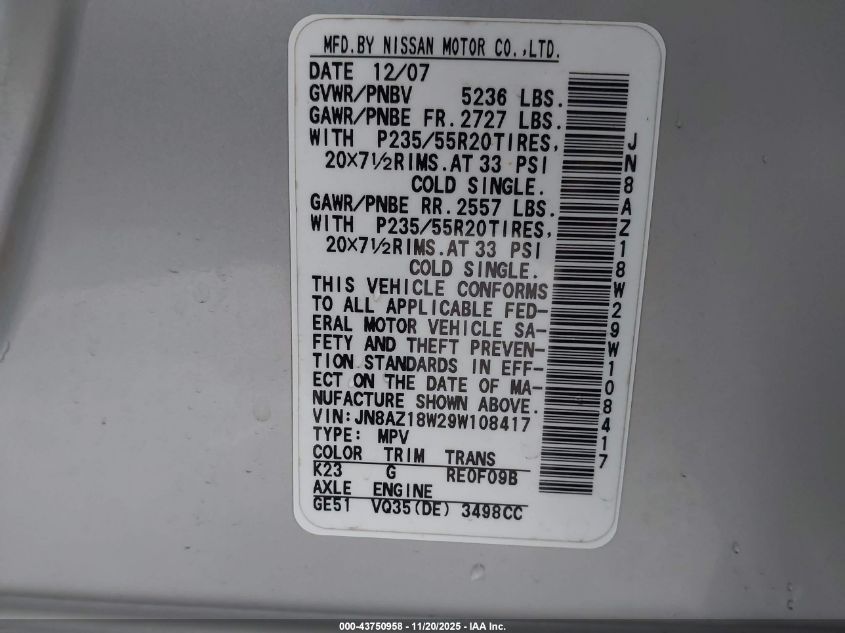 MFD.BY NISSAN MOTOR CO.,LTD.
DATE 12/07
GVWR/PNBV 5236 LBS.
GAWR/PNBE FR.2727 LBS.
WITH P235/55R20TIRES,
20X7½RIMS.AT 33 PSI
COLD SINGLE.
GAWR/PNBE RR.2557 LBS.
WITH P235/55R20TIRES,
20X7½RIMS.AT 33 PSI
COLD SINGLE.
THIS VEHICLE CONFORMS
TO ALL APPLICABLE FED-
ERAL MOTOR VEHICLE SA-
FETY AND THEFT PREVEN-
TION STANDARDS IN EFF-
ECT ON THE DATE OF MA-
NUFACTURE SHOWN ABOVE.
VIN:JN8AZ18W29W108417
TYPE: MPV
COLOR TRIM TRANS
K23 G RE0F09B
AXLE ENGINE
GE51 VQ35(DE) 3498CC
JN8AZ18W29W108417
000-43750958 - 11/20/2025 - IAA Inc.